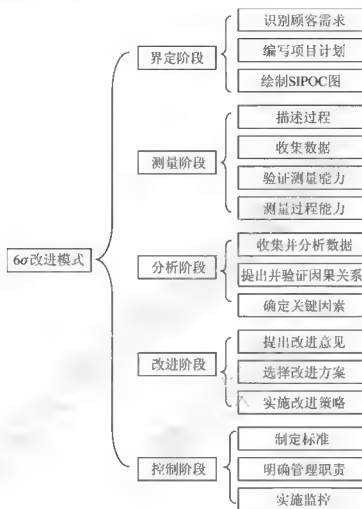 6σ改进模式
界定阶段
识别顾客需求
编写项目计划
绘制SIPOC图
测量阶段
描述过程
收集数据
验证测量能力
测量过程能力
分析阶段
收集并分析数据
提出并验证因果关系
确定关键因素
改进阶段
提出改进意见
选择改进方案
实施改进策略
控制阶段
制定标准
明确管理职责
实施监控